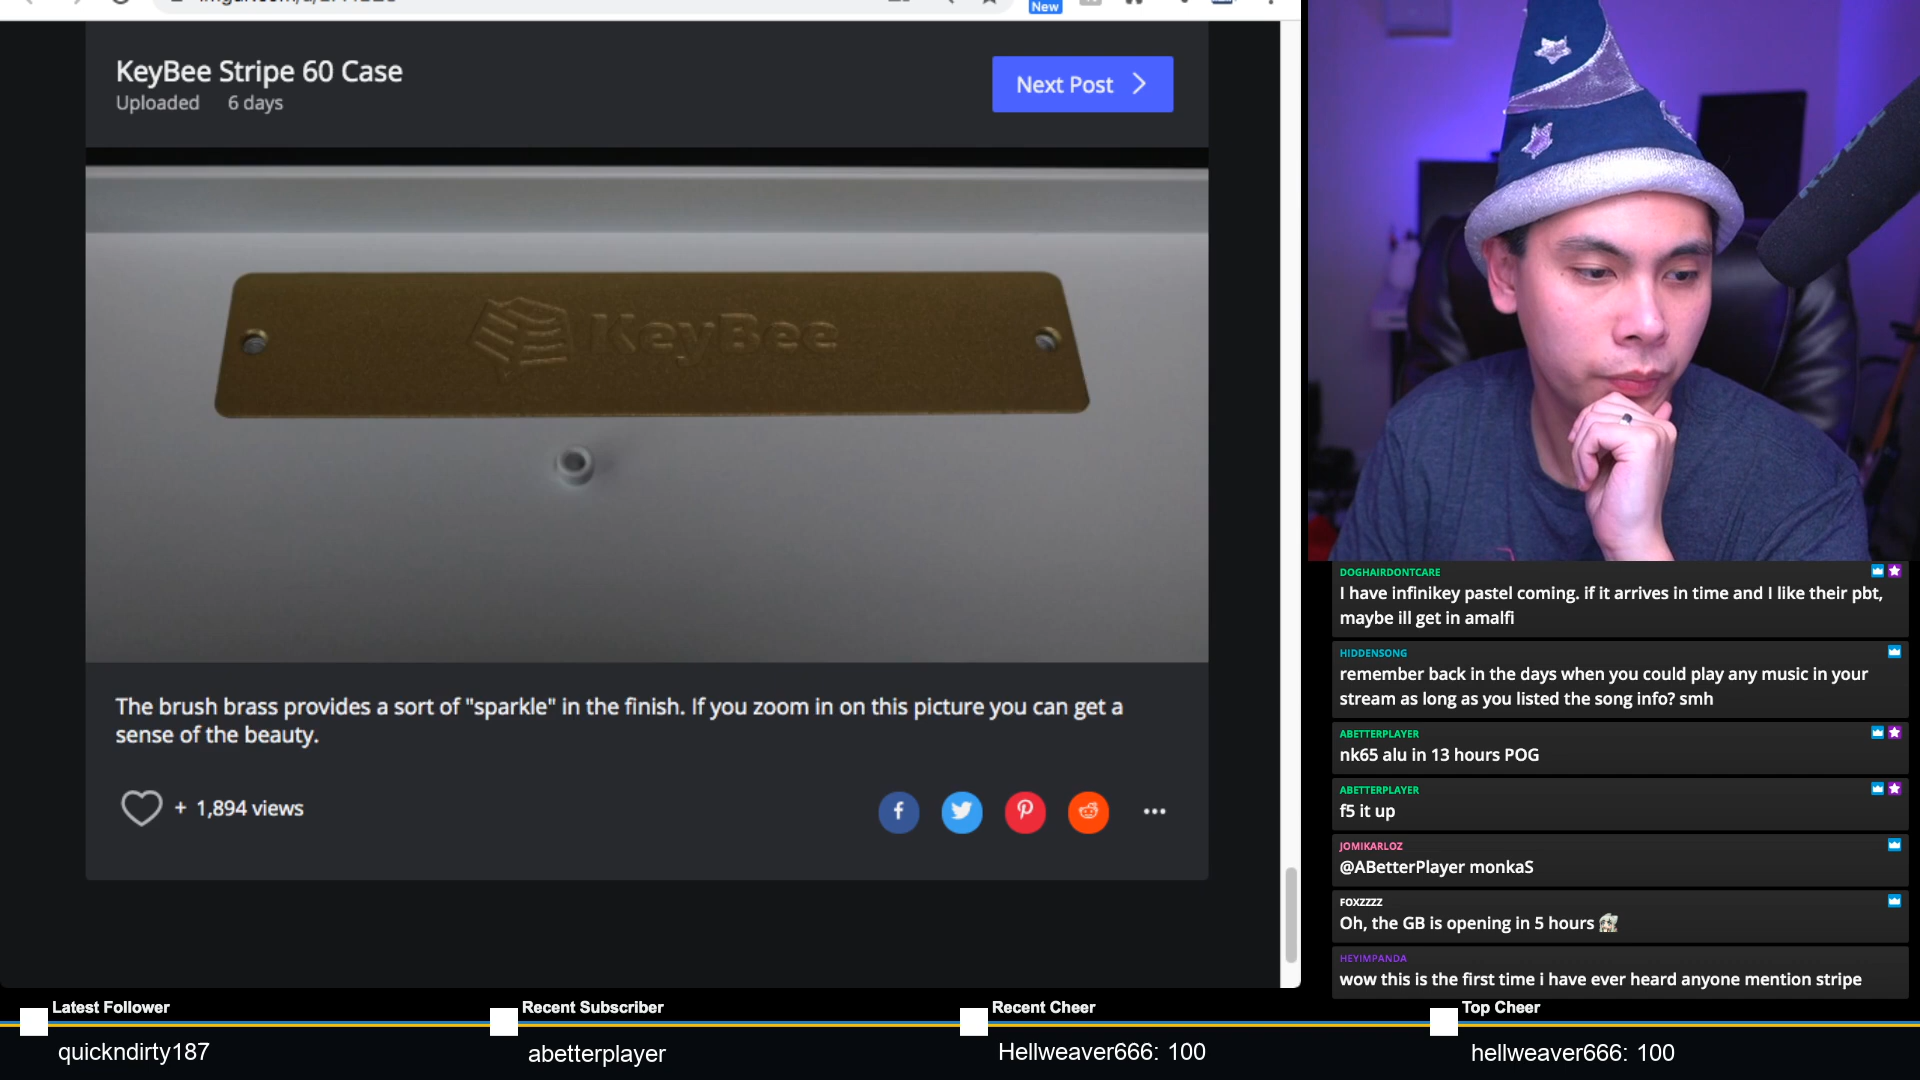 New
KeyBee Stripe 60 Case
Uploaded 6 days
Next Post
KeyBee
The brush brass provides a sort of "sparkle" in the finish. If you zoom in on this picture you can get a
sense of the beauty.
+ 1,894 views
DOGHAIRDONTCARE
I have infinikey pastel coming. if it arrives in time and I like their pbt,
maybe ill get in amalfi
HIDDENSONG
remember back in the days when you could play any music in your
stream as long as you listed the song info? smh
ABETTERPLAYER
nk65 alu in 13 hours POG
ABETTERPLAYER
f5 it up
JOMIKARLOZ
@ABetterPlayer monkaS
FOXZZZZ
Oh, the GB is opening in 5 hours
HEYIMPANDA
wow this is the first time i have ever heard anyone mention stripe
Latest Follower
quickndirty187
Recent Subscriber
abetterplayer
Recent Cheer
Hellweaver666: 100
Top Cheer
hellweaver666: 100